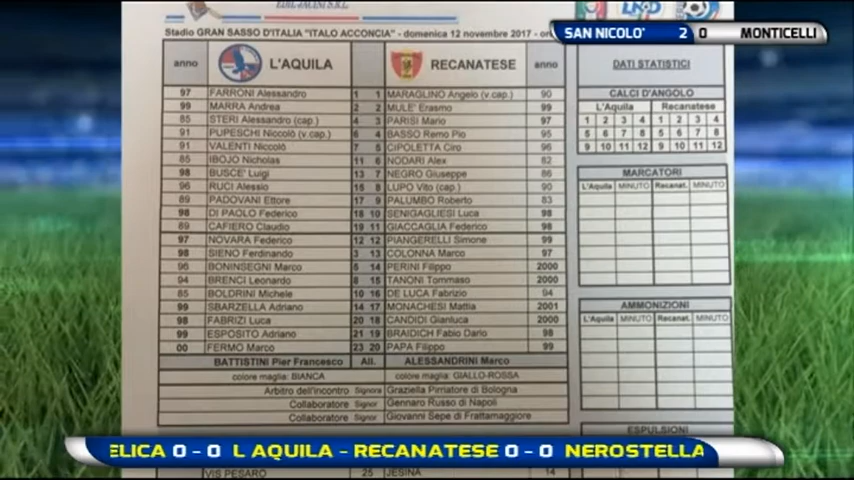 EDIL JACINI S.R.L.
LND
Stadio GRAN SASSO D'ITALIA "ITALO ACCONCIA" - domenica 12 novembre 2017 - or
SAN NICOLO' 2 0 MONTICELLI
anno L'AQUILA RECANATESE anno
97 FARRONI Alessandro 1 1 MARAGLINO Angelo (v.cap.) 90
99 MARRA Andrea 2 2 MULE' Erasmo 99
85 STERI Alessandro (cap.) 4 3 PARISI Mario 97
91 PUPESCHI Niccolò (v.cap.) 6 4 BASSO Remo Pio 95
91 VALENTI Niccolò 7 5 CIPOLETTA Ciro 96
85 IBOJO Nicholas 11 6 NODARI Alex 82
98 BUSCE' Luigi 13 7 NEGRO Giuseppe 86
96 RUCI Alessio 15 8 LUPO Vito (cap.) 90
89 PADOVANI Ettore 17 9 PALUMBO Roberto 83
98 DI PAOLO Federico 18 10 SENIGAGLIESI Luca 98
89 CAFIERO Claudio 19 11 GIACCAGLIA Federico 98
97 NOVARA Federico 12 12 PIANGERELLI Simone 99
98 SIENO Ferdinando 3 13 COLONNA Marco 97
96 BONINSEGNI Marco 5 14 PERINI Filippo 2000
94 BRENCI Leonardo 8 15 TANONI Tommaso 2000
85 BOLDRINI Michele 10 16 DE LUCA Fabrizio 94
99 SBARZELLA Adriano 14 17 MONACHESI Mattia 2001
98 FABRIZI Luca 20 18 CANDIDI Gianluca 2000
99 ESPOSITO Adriano 21 19 BRAIDICH Fabio Dario 98
00 FERMO Marco 23 20 PAPA Filippo 99
BATTISTINI Pier Francesco All. ALESSANDRINI Marco
colore maglia: BIANCA colore maglia: GIALLO-ROSSA
Arbitro dell'incontro Signora Graziella Pirriatore di Bologna
Collaboratore Signor Gennaro Russo di Napoli
Collaboratore Signor Giovanni Sepe di Frattamaggiore
DATI STATISTICI
CALCI D'ANGOLO
L'Aquila Recanatese
1 2 3 4 1 2 3 4
5 6 7 8 5 6 7 8
9 10 11 12 9 10 11 12
MARCATORI
L'Aquila MINUTO Recanat. MINUTO
AMMONIZIONI
L'Aquila MINUTO Recanat. MINUTO
ESPULSIONI
ELICA 0 - 0 L AQUILA - RECANATESE 0 - 0 NEROSTELLA
VIS PESARO 25 JESINA 14